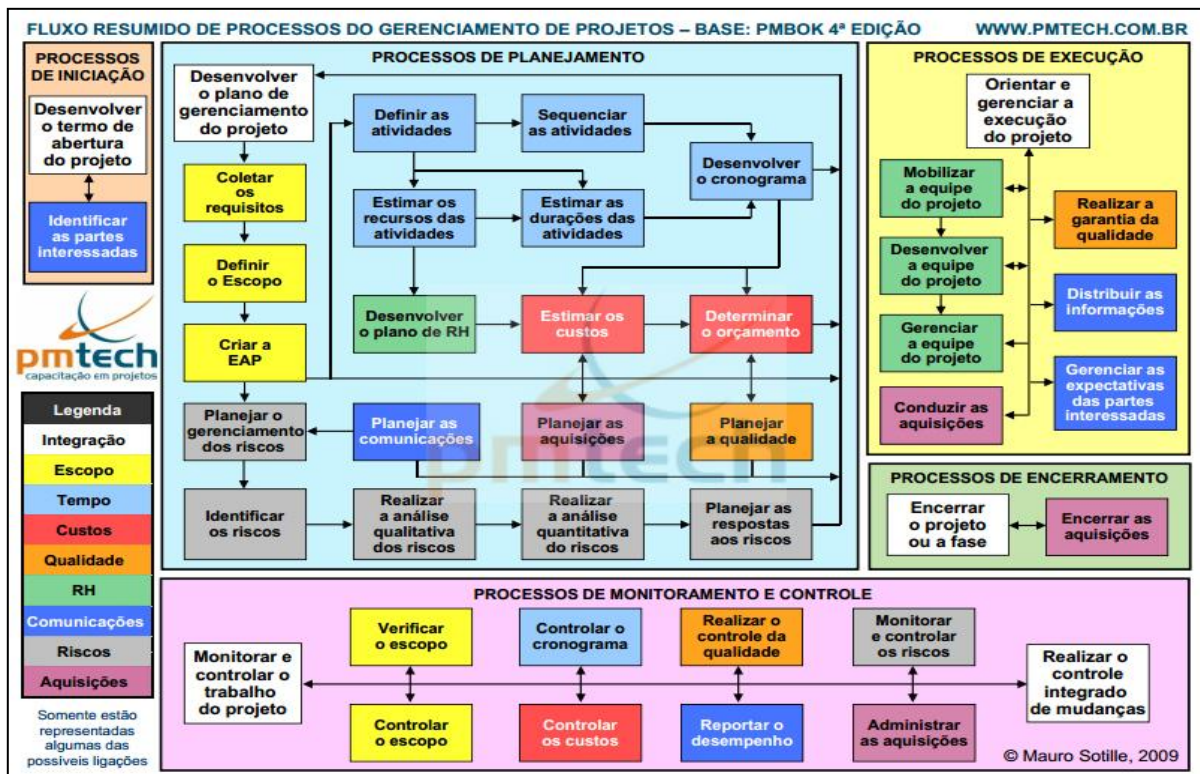 FLUXO RESUMIDO DE PROCESSOS DO GERENCIAMENTO DE PROJETOS – BASE: PMBOK 4ª EDIÇÃO
WWW.PMTECH.COM.BR
PROCESSOS
DE INICIAÇÃO
Desenvolver
o termo de
abertura
do projeto
Identificar
as partes
interessadas
pmtech
capacitação em projetos
Legenda
Integração
Escopo
Tempo
Custos
Qualidade
RH
Comunicações
Riscos
Aquisições
Somente estão
representadas
algumas das
possíveis ligações
PROCESSOS DE PLANEJAMENTO
Desenvolver
o plano de
gerenciamento
do projeto
Definir as
atividades
Sequenciar
as atividades
Desenvolver
o cronograma
Coletar
os
requisitos
Estimar os
recursos das
atividades
Estimar as
durações das
atividades
Definir
o Escopo
Desenvolver
o plano de RH
Estimar os
custos
Determinar
o orçamento
Criar a
EAP
Planejar o
gerenciamento
dos riscos
Planejar as
comunicações
Planejar as
aquisições
Planejar
a qualidade
pmtech
Identificar
os riscos
Realizar
a análise
qualitativa
dos riscos
Realizar
a análise
quantitativa
do riscos
Planejar as
respostas
aos riscos
PROCESSOS DE EXECUÇÃO
Orientar e
gerenciar a
execução
do projeto
Mobilizar
a equipe
do projeto
Realizar a
garantia da
qualidade
Desenvolver
a equipe
do projeto
Distribuir as
informações
Gerenciar
a equipe
do projeto
Gerenciar as
expectativas
das partes
interessadas
Conduzir as
aquisições
PROCESSOS DE ENCERRAMENTO
Encerrar
o projeto
ou a fase
Encerrar as
aquisições
PROCESSOS DE MONITORAMENTO E CONTROLE
Monitorar e
controlar o
trabalho
do projeto
Verificar
o escopo
Controlar o
cronograma
Realizar o
controle da
qualidade
Monitorar
e controlar
os riscos
Controlar
o escopo
Controlar
os custos
Reportar o
desempenho
Administrar
as aquisições
Realizar o
controle
integrado
de mudanças
© Mauro Sotille, 2009